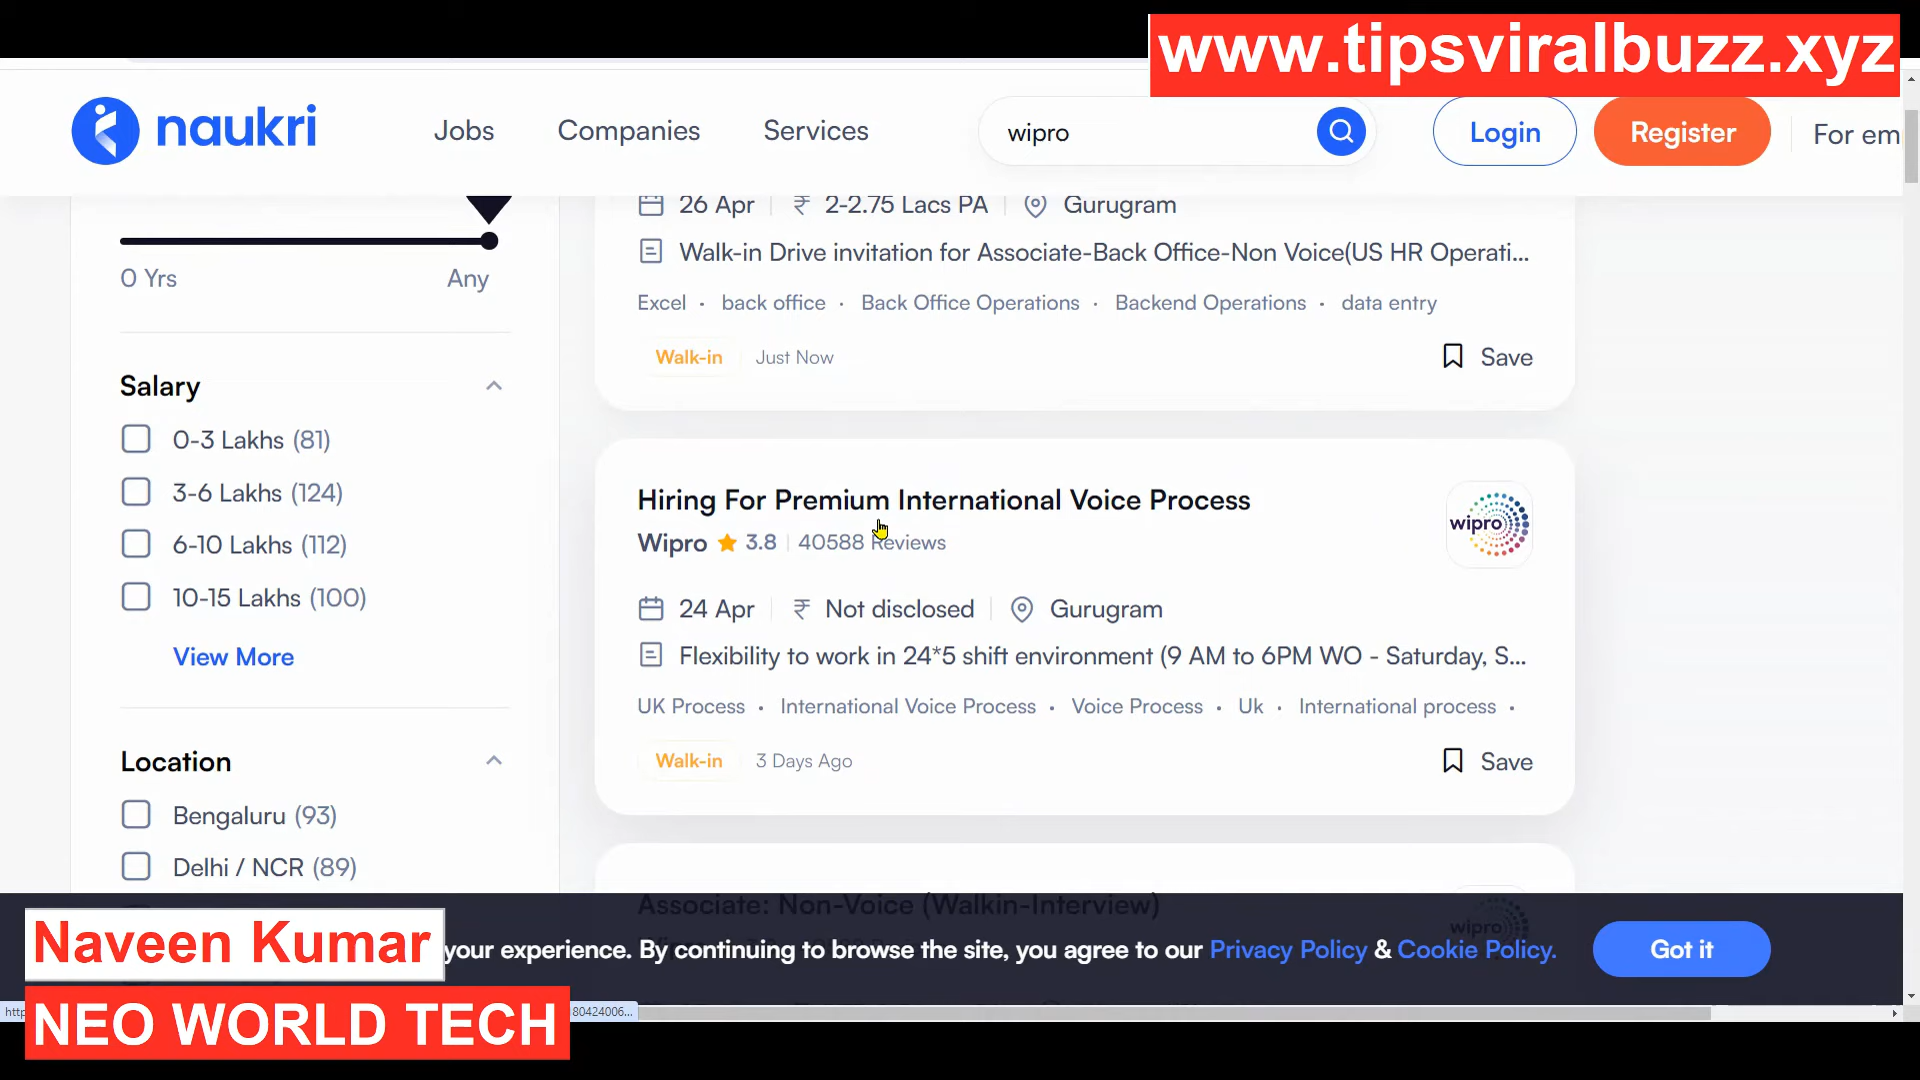 www.tipsviralbuzz.xyz
naukri
Jobs
Companies
Services
wipro
Login
Register
For em
26 Apr
2-2.75 Lacs PA
Gurugram
Walk-in Drive invitation for Associate-Back Office-Non Voice(US HR Operati...
Excel · back office · Back Office Operations · Backend Operations · data entry
Walk-in
Just Now
Save
0 Yrs
Any
Salary
0-3 Lakhs (81)
3-6 Lakhs (124)
6-10 Lakhs (112)
10-15 Lakhs (100)
View More
Location
Bengaluru (93)
Delhi / NCR (89)
Hiring For Premium International Voice Process
Wipro 3.8 40588 Reviews
wipro
24 Apr
₹ Not disclosed
Gurugram
Flexibility to work in 24*5 shift environment (9 AM to 6PM WO - Saturday, S...
UK Process · International Voice Process · Voice Process · Uk · International process ·
Walk-in
3 Days Ago
Save
Associate: Non-Voice (Walkin-Interview)
wipro
your experience. By continuing to browse the site, you agree to our Privacy Policy & Cookie Policy.
Got it
Naveen Kumar
NEO WORLD TECH
80424006...